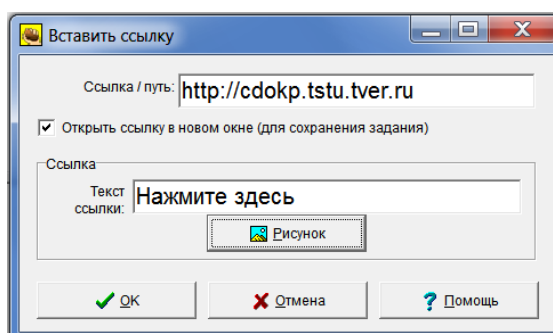 Вставить ссылку
Ссылка / путь: http://cdokp.tstu.tver.ru
Открыть ссылку в новом окне (для сохранения задания)
Ссылка
Текст ссылки: Нажмите здесь
Рисунок
OK Отмена Помощь